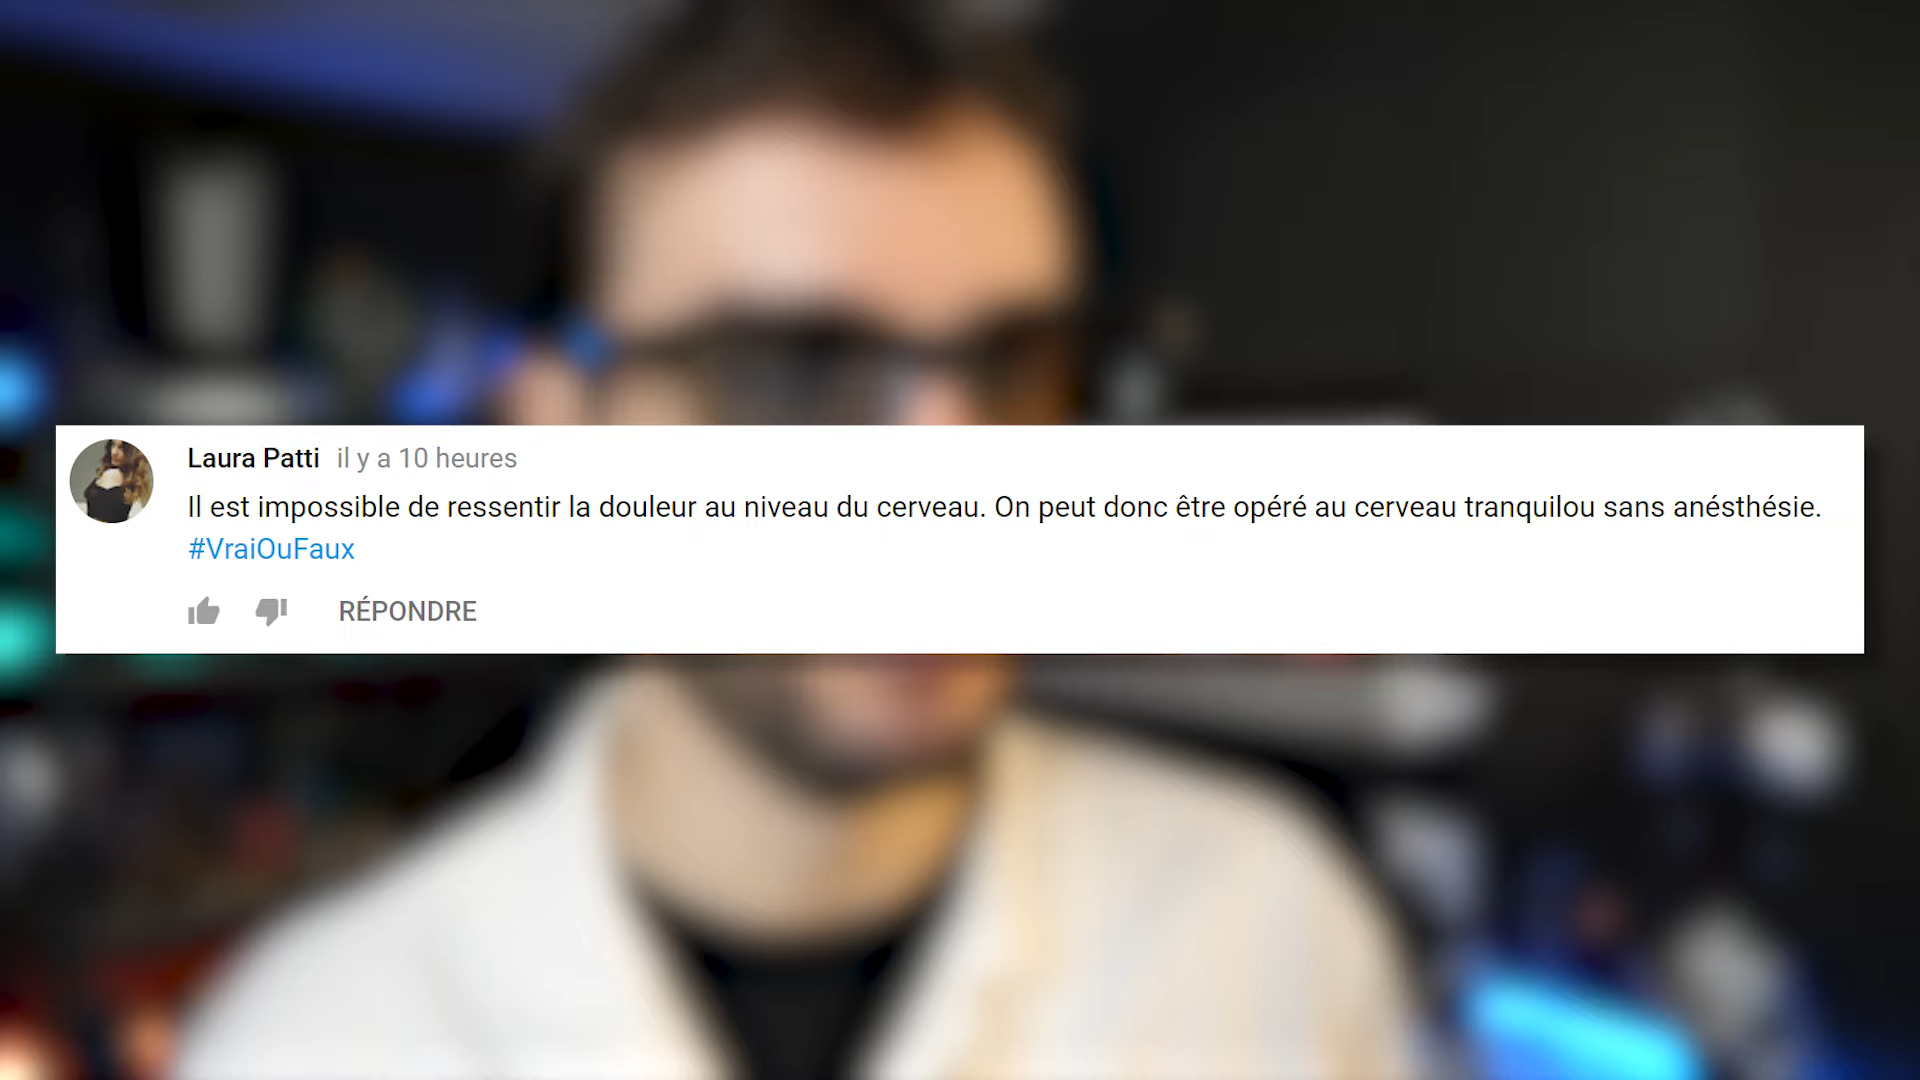 Laura Patti il y a 10 heures
Il est impossible de ressentir la douleur au niveau du cerveau. On peut donc être opéré au cerveau tranquilou sans anésthésie.
#VraiOuFaux
RÉPONDRE